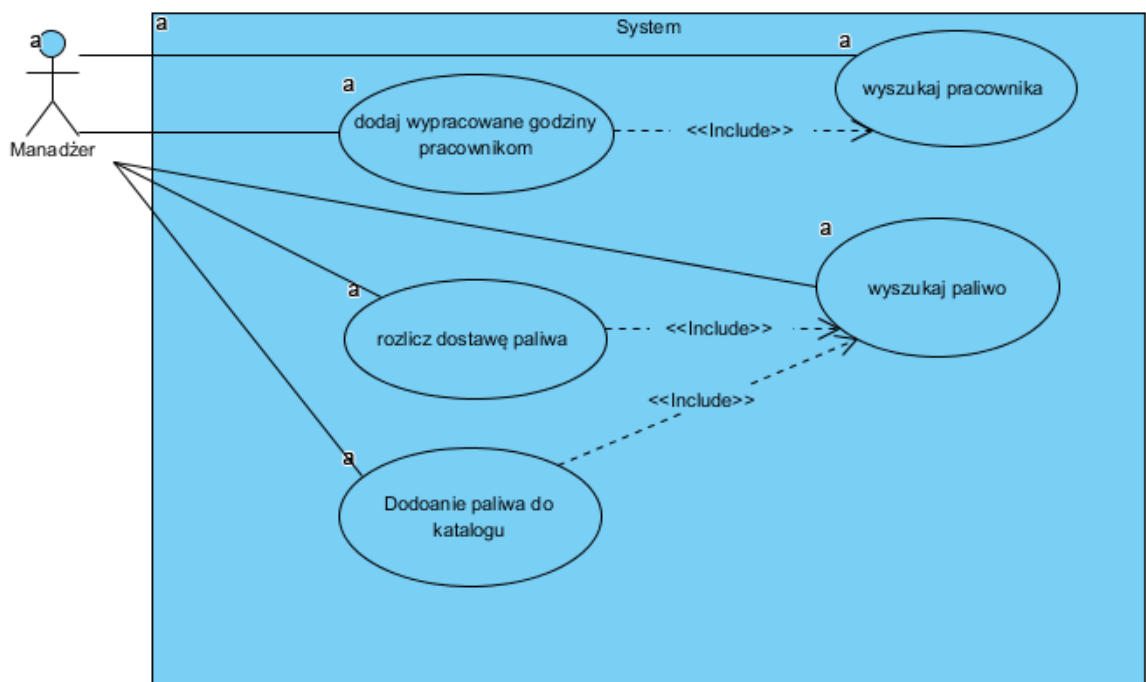 a
System
a
a
wyszukaj pracownika
a
dodaj wypracowane godziny
pracownikom
<<Include>>
Manadżer
a
wyszukaj paliwo
a
rozlicz dostawę paliwa
<<Include>>
<<Include>>
a
Dodoanie paliwa do
katalogu